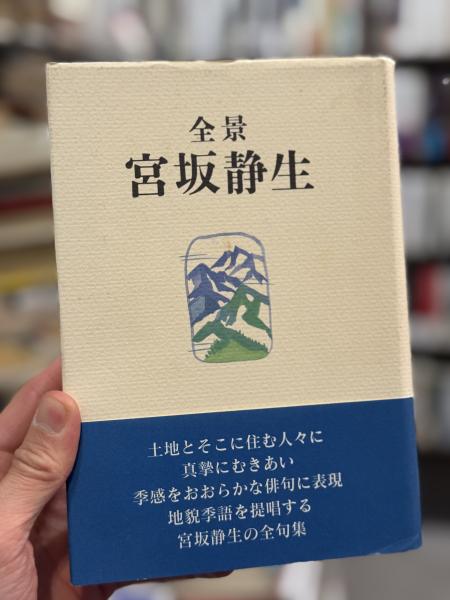 全景
宮坂静生
土地とそこに住む人々に
真摯にむきあい
季感をおおらかな俳句に表現
地貌季語を提唱する
宮坂静生の全句集